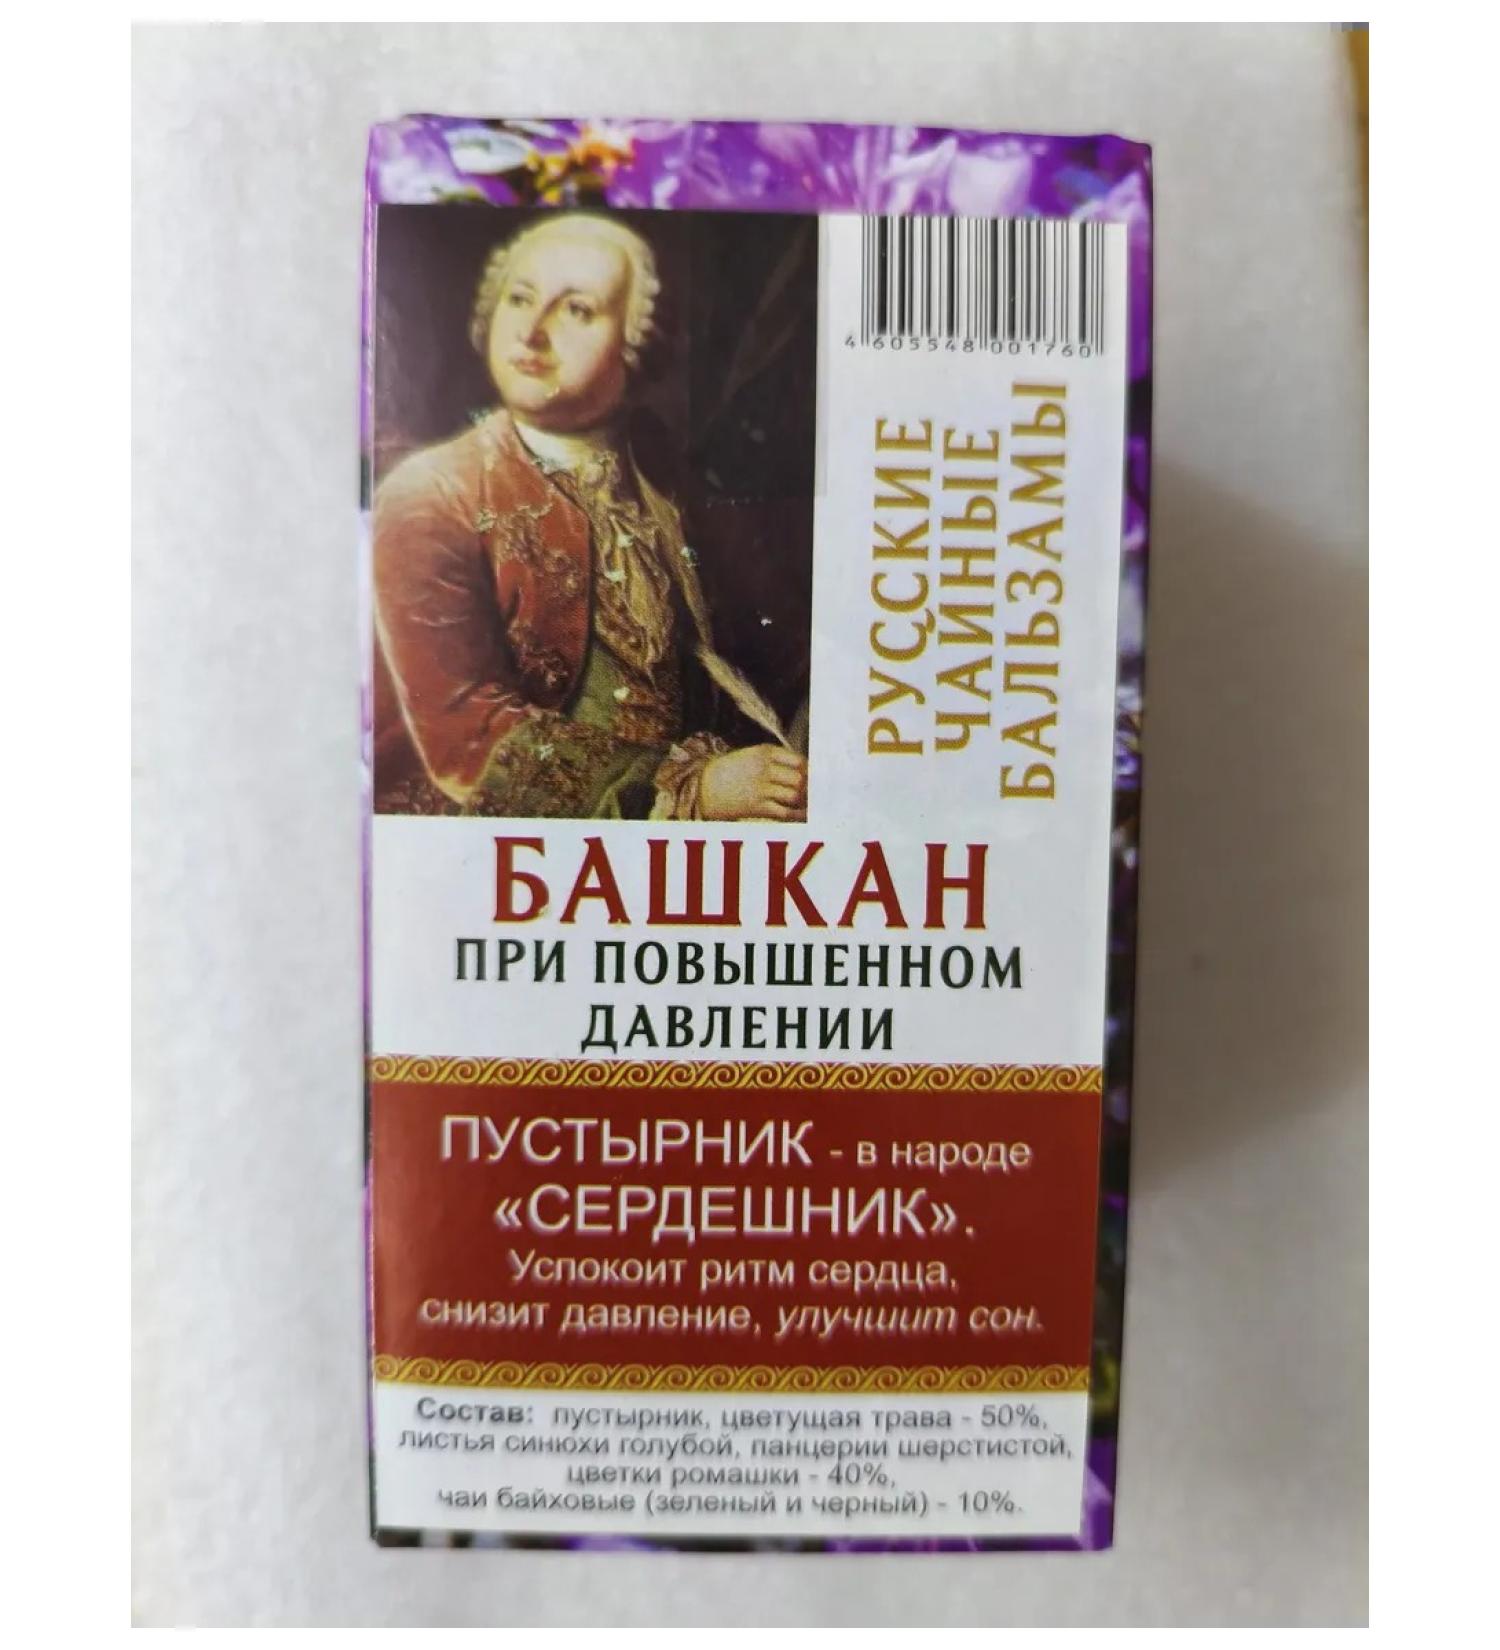 4 605548 001760
РУССКИЕ
ЧАЙНЫЕ
БАЛЬЗАМЫ
БАШКАН
ПРИ ПОВЫШЕННОМ
ДАВЛЕНИИ
ПУСТЫРНИК - в народе
«СЕРДЕШНИК».
Успокоит ритм сердца,
снизит давление, улучшит сон.
Состав: пустырник, цветущая трава - 50%,
листья синюхи голубой, панцерии шерстистой,
цветки ромашки - 40%,
чаи байховые (зеленый и черный) - 10%.